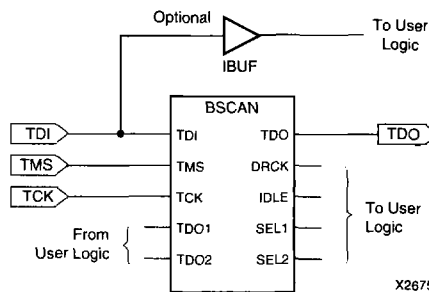 Optional
To User
Logic
IBUF
BSCAN
TDI
TDI
TDO
TDO
TMS
TMS
DRCK
TCK
TCK
IDLE
To User
Logic
From
User Logic
TDO1
SEL1
TDO2
SEL2
X2675